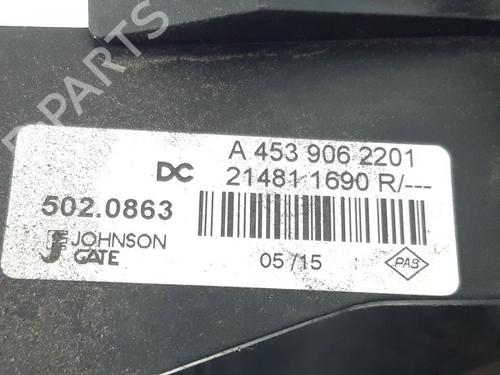 B-PARTS
DC
A 453 906 2201
21481 1690 R/---
502.0863
JOHNSON
GATE
05 /15
PAS